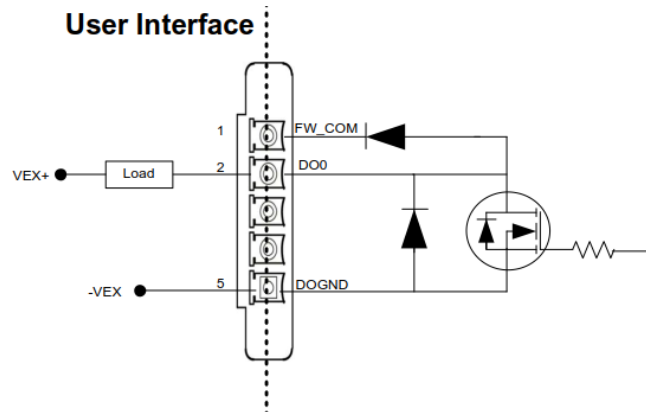 User Interface
1
FW_COM
VEX+
Load
2
DO0
-VEX
5
DOGND